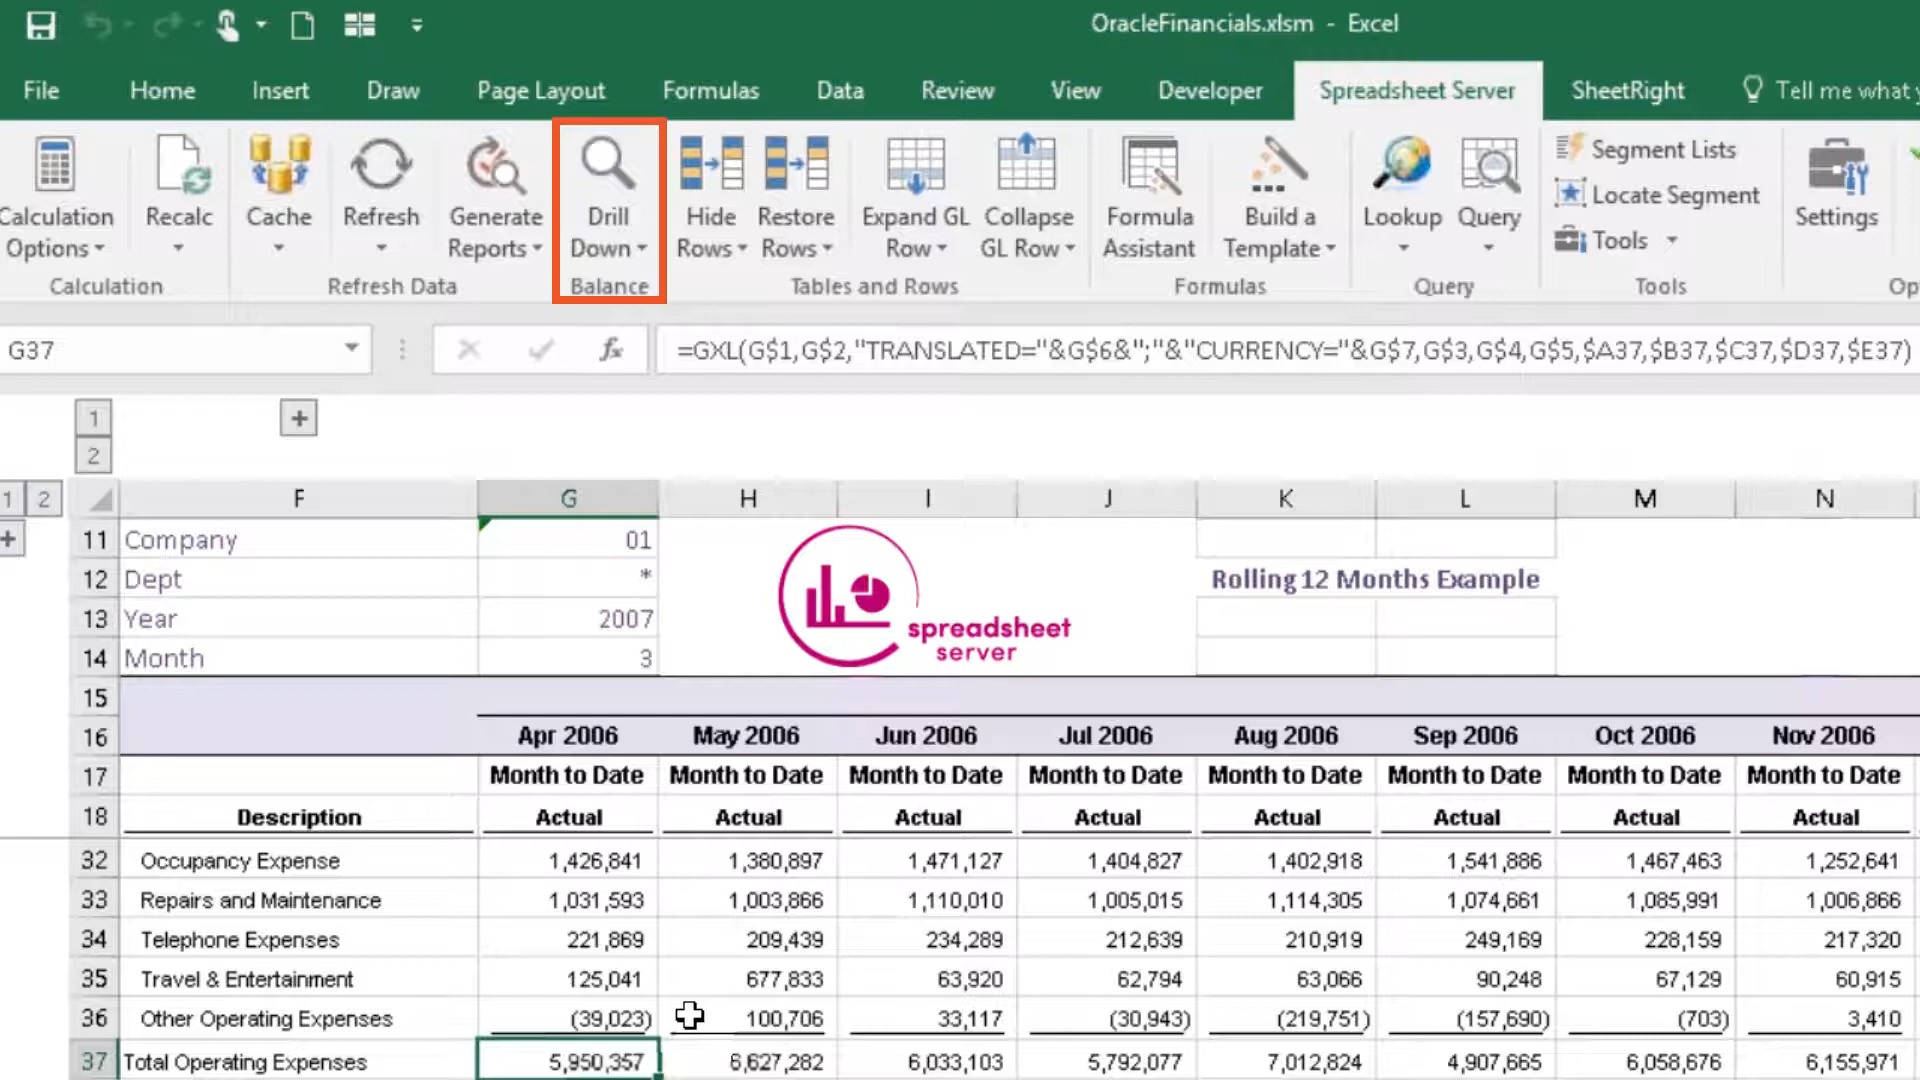 OracleFinancials.xlsm - Excel
File Home Insert Draw Page Layout Formulas Data Review View Developer Spreadsheet Server SheetRight Tell me what
Calculation Options
Recalc
Cache
Refresh
Generate Reports
Drill Down
Hide Rows
Restore Rows
Expand GL Row
Collapse GL Row
Formula Assistant
Build a Template
Lookup
Query
Segment Lists
Locate Segment
Tools
Settings
Calculation Refresh Data Balance Tables and Rows Formulas Query Tools
G37 fx =GXL(G$1,G$2,"TRANSLATED="&G$6&";"&"CURRENCY="&G$7,G$3,G$4,G$5,$A37,$B37,$C37,$D37,$E37)
1 +
2
1 2 F G H I J K L M N
+ 11 Company 01
12 Dept * Rolling 12 Months Example
13 Year 2007
14 Month 3
spreadsheet
server
15
16 Apr 2006 May 2006 Jun 2006 Jul 2006 Aug 2006 Sep 2006 Oct 2006 Nov 2006
17 Month to Date Month to Date Month to Date Month to Date Month to Date Month to Date Month to Date Month to Date
18 Description Actual Actual Actual Actual Actual Actual Actual Actual
32 Occupancy Expense 1,426,841 1,380,897 1,471,127 1,404,827 1,402,918 1,541,886 1,467,463 1,252,641
33 Repairs and Maintenance 1,031,593 1,003,866 1,110,010 1,005,015 1,114,305 1,074,661 1,085,991 1,006,866
34 Telephone Expenses 221,869 209,439 234,289 212,639 210,919 249,169 228,159 217,320
35 Travel & Entertainment 125,041 677,833 63,920 62,794 63,066 90,248 67,129 60,915
36 Other Operating Expenses (39,023) 100,706 33,117 (30,943) (219,751) (157,690) (703) 3,410
37 Total Operating Expenses 5,950,357 6,627,282 6,033,103 5,792,077 7,012,824 4,907,665 6,058,676 6,155,971